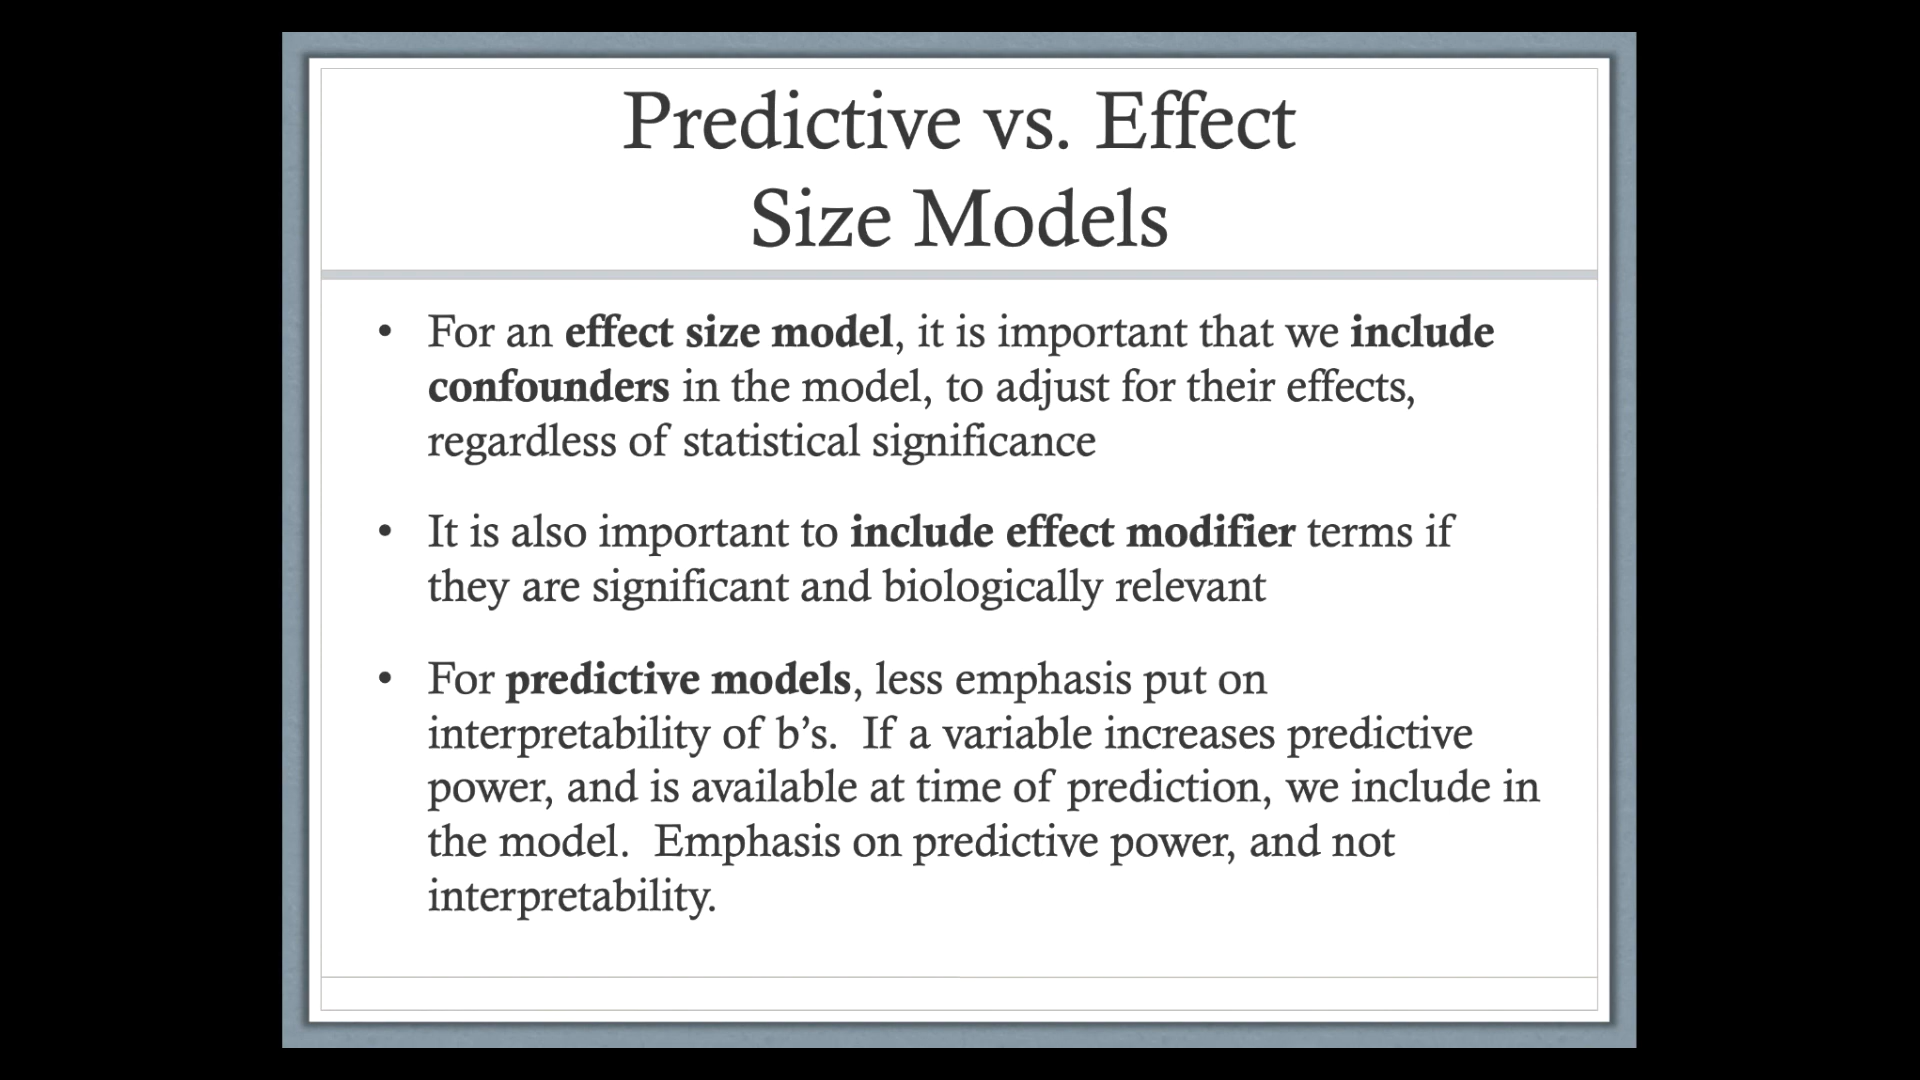 Predictive vs. Effect
Size Models
• For an effect size model, it is important that we include
confounders in the model, to adjust for their effects,
regardless of statistical significance
• It is also important to include effect modifier terms if
they are significant and biologically relevant
• For predictive models, less emphasis put on
interpretability of b’s.  If a variable increases predictive
power, and is available at time of prediction, we include in
the model.  Emphasis on predictive power, and not
interpretability.